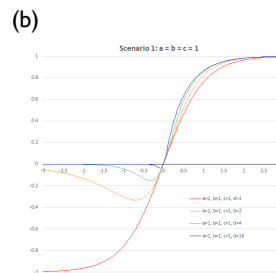 (b)
Scenario 1: a = b = c = 1
1
0.8
0.6
0.4
0.2
0
-3 -2.5 -2 -1.5 -1 -0.5 0 0.5 1 1.5 2 2.5 3
-0.2
-0.4
-0.6
-0.8
-1
a=1, b=1, c=1, d=1
a=1, b=1, c=1, d=2
a=1, b=1, c=1, d=4
a=1, b=1, c=1, d=16